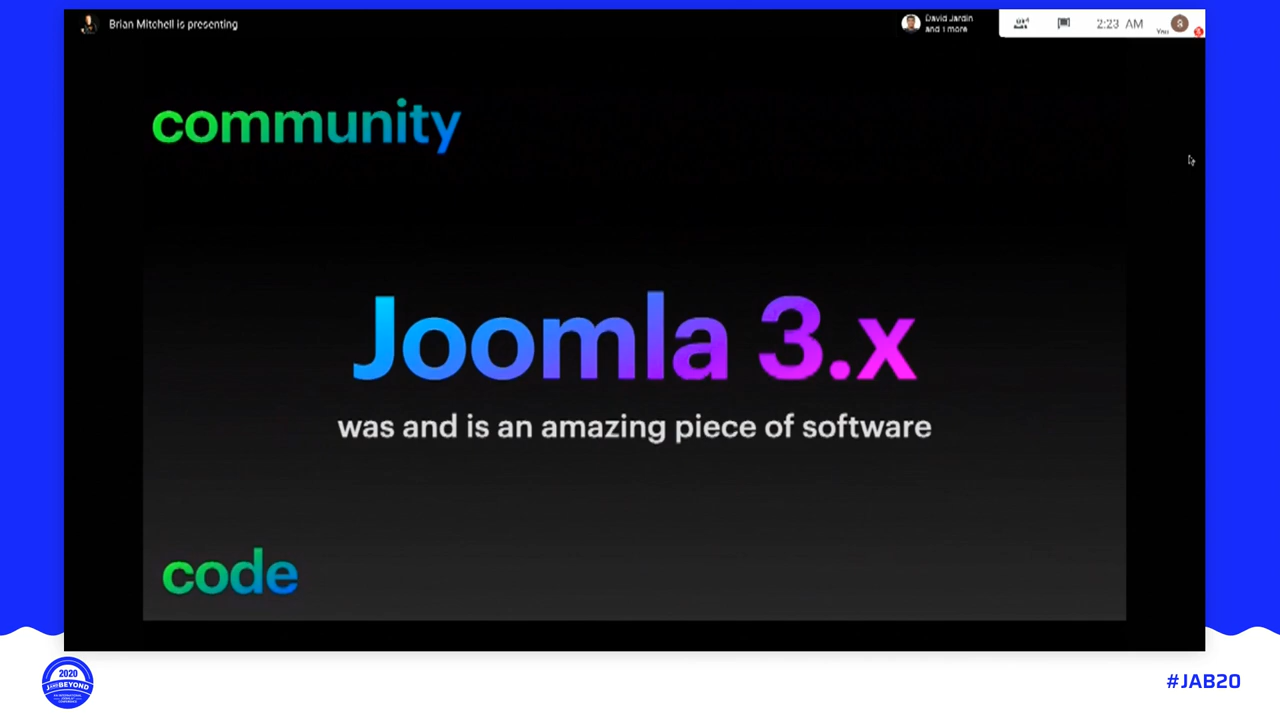 Brian Mitchell is presenting
David Jardin
and 1 more
2:23 AM
You
S
community
Joomla 3.x
was and is an amazing piece of software
code
2020
BEYOND
#JAB20